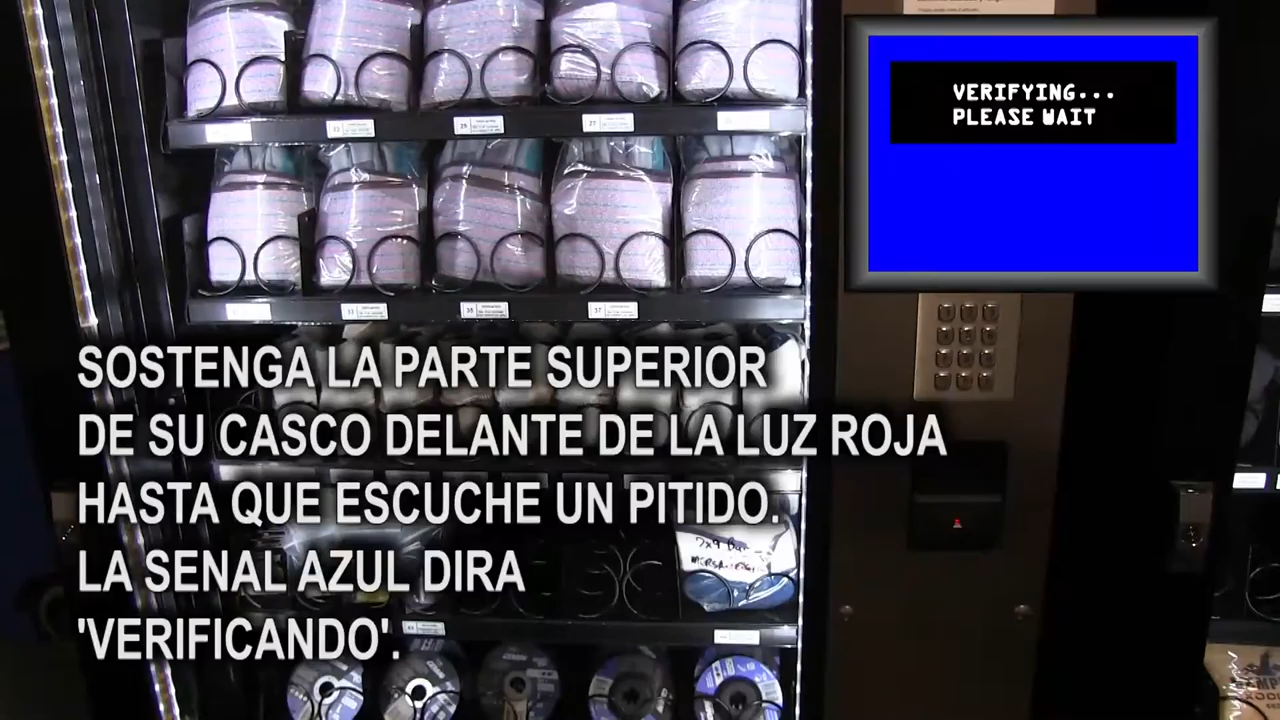 VERIFYING...
PLEASE WAIT
SOSTENGA LA PARTE SUPERIOR
DE SU CASCO DELANTE DE LA LUZ ROJA
HASTA QUE ESCUCHE UN PITIDO.
LA SENAL AZUL DIRA
'VERIFICANDO'.